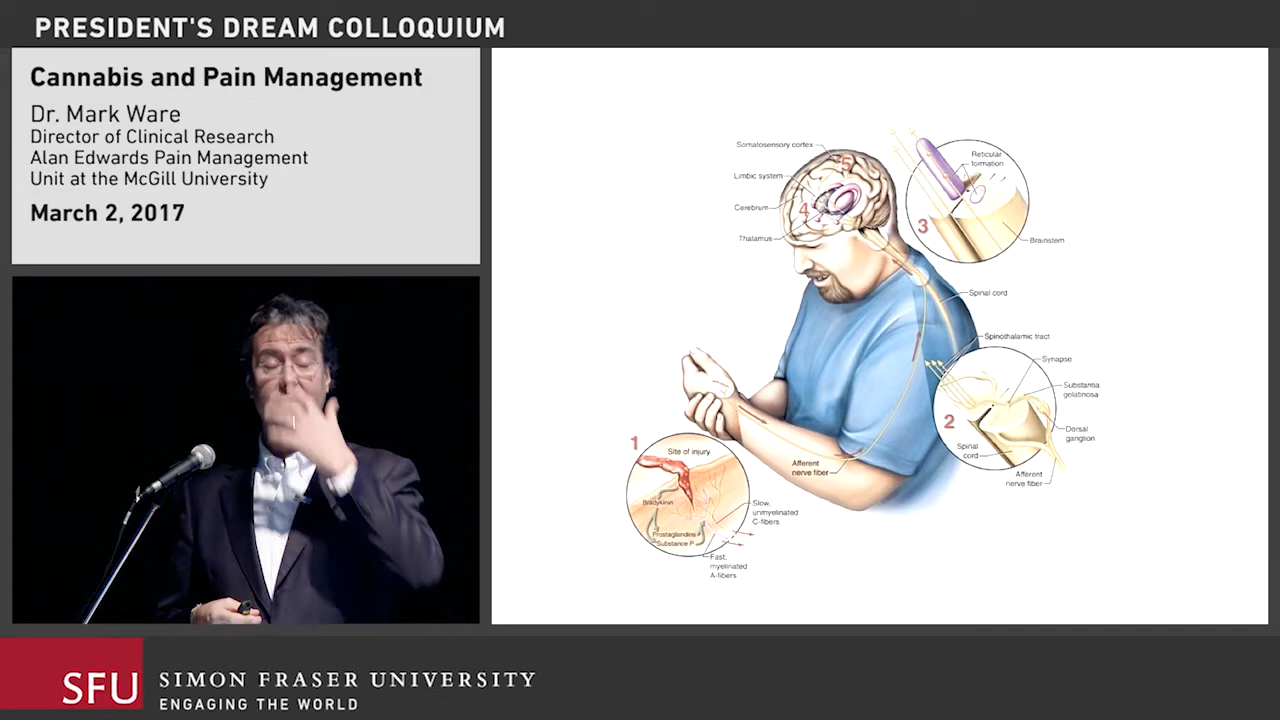 PRESIDENT'S DREAM COLLOQUIUM
Cannabis and Pain Management
Dr. Mark Ware
Director of Clinical Research
Alan Edwards Pain Management
Unit at the McGill University
March 2, 2017
Somatosensory cortex
Limbic system
Cerebrum
Thalamus
5
4
Reticular
formation
3
Brainstem
Spinal cord
Spinothalamic tract
Synapse
Substantia
gelatinosa
2
Dorsal
ganglion
Spinal
cord
Afferent
nerve fiber
Afferent
nerve fiber
1
Site of injury
Bradykinin
Prostaglandins
Substance P
Slow,
unmyelinated
C-fibers
Fast,
myelinated
A-fibers
SFU
SIMON FRASER UNIVERSITY
ENGAGING THE WORLD